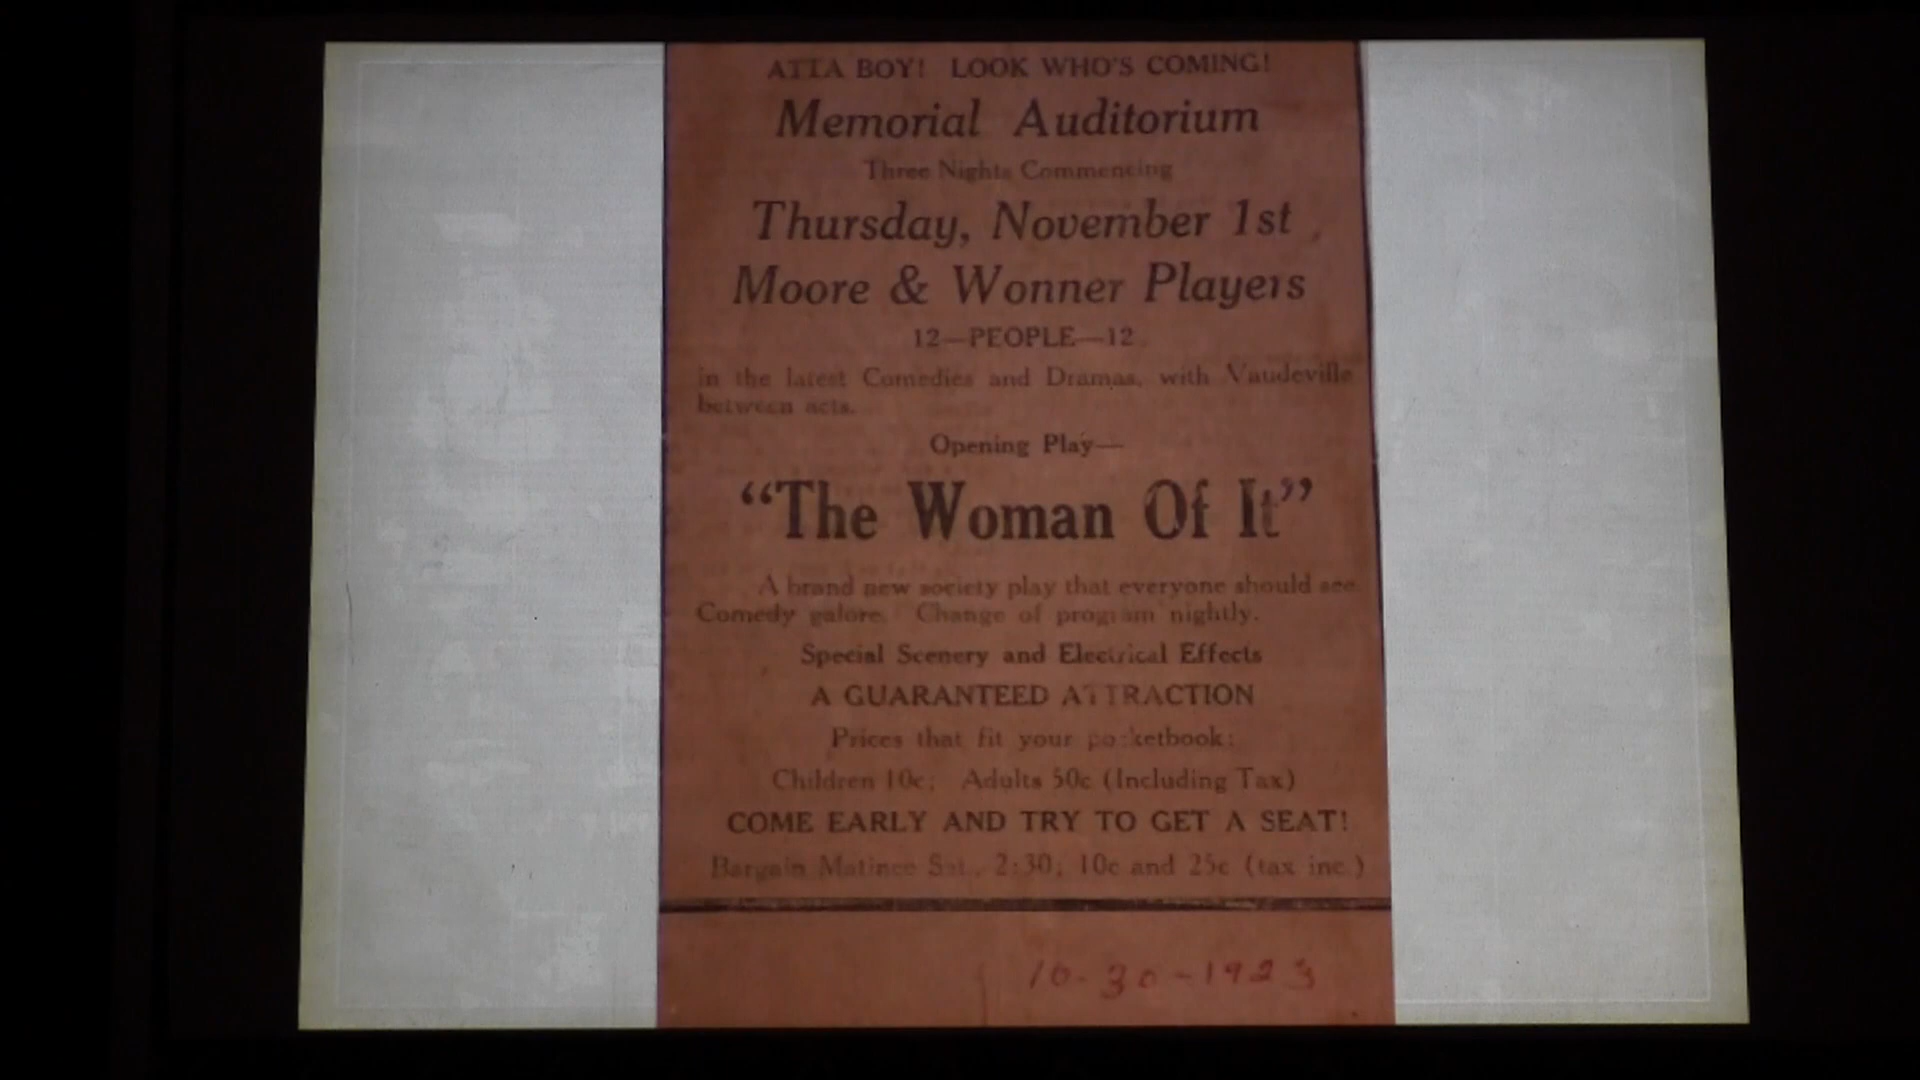 ATTA BOY! LOOK WHO'S COMING!
Memorial Auditorium
Three Nights Commencing
Thursday, November 1st
Moore & Wonner Players
12—PEOPLE—12
in the latest Comedies and Dramas, with Vaudeville
between acts.
Opening Play—
“The Woman Of It”
A brand new society play that everyone should see.
Comedy galore. Change of program nightly.
Special Scenery and Electrical Effects
A GUARANTEED ATTRACTION
Prices that fit your pocketbook:
Children 10c; Adults 50c (Including Tax)
COME EARLY AND TRY TO GET A SEAT!
Bargain Matinee Sat., 2:30; 10c and 25c (tax inc.)
10-30-1923